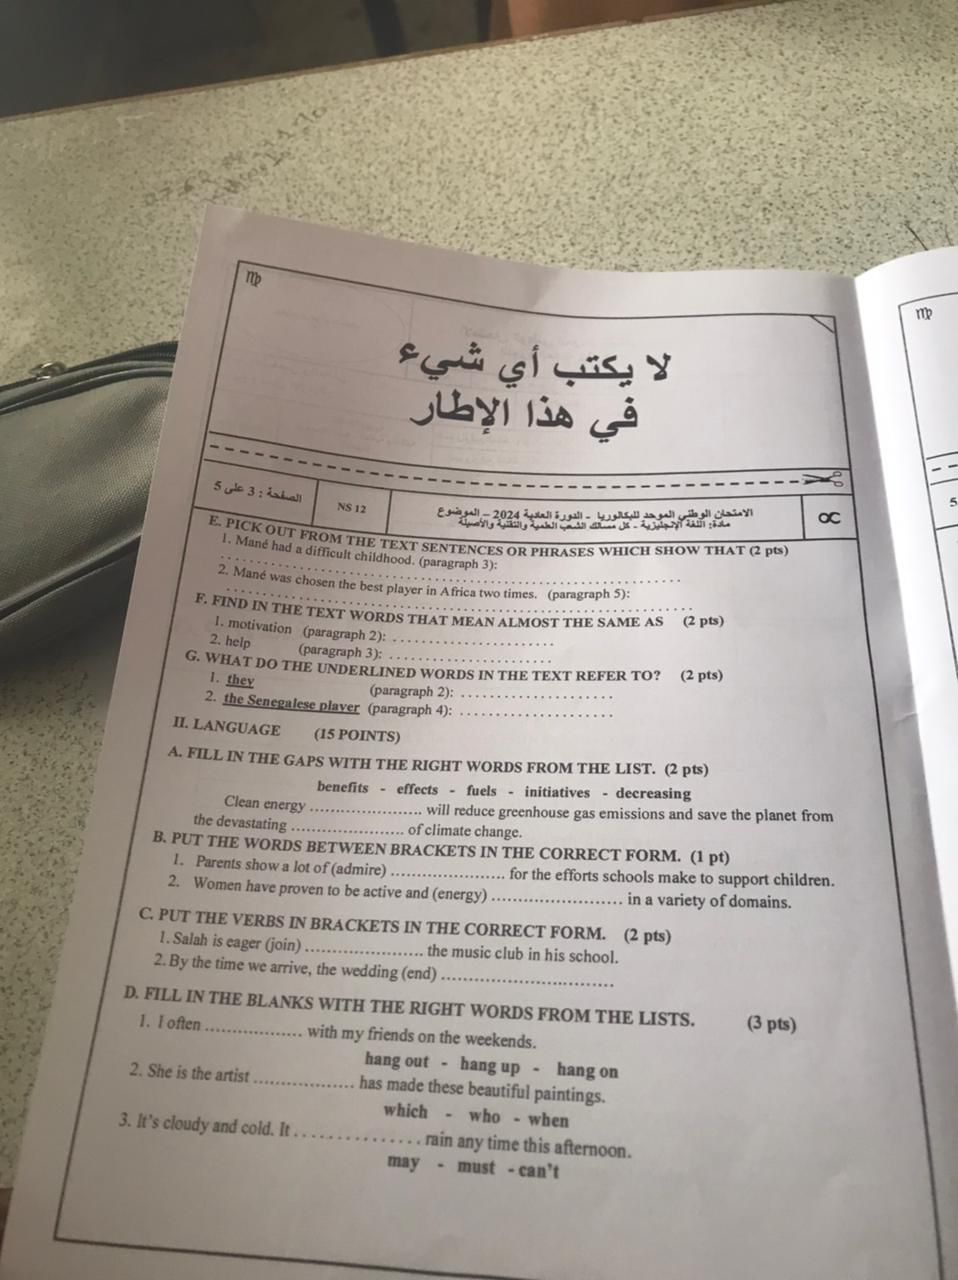 لا يكتب أي شيء
في هذا الإطار
الصفحة : 3 على 5
NS 12
الامتحان الوطني الموحد للبكالوريا - الدورة العادية 2024 – الموضوع
مادة: اللغة الإنجليزية - كل مسالك الشعب العلمية والتقنية والأصيلة
E. PICK OUT FROM THE TEXT SENTENCES OR PHRASES WHICH SHOW THAT (2 pts)
1. Mané had a difficult childhood. (paragraph 3):
2. Mané was chosen the best player in Africa two times. (paragraph 5):
F. FIND IN THE TEXT WORDS THAT MEAN ALMOST THE SAME AS (2 pts)
1. motivation (paragraph 2): ........................
2. help (paragraph 3): ........................
G. WHAT DO THE UNDERLINED WORDS IN THE TEXT REFER TO? (2 pts)
1. they (paragraph 2): ......................
2. the Senegalese player (paragraph 4): ......................
II. LANGUAGE (15 POINTS)
A. FILL IN THE GAPS WITH THE RIGHT WORDS FROM THE LIST. (2 pts)
benefits - effects - fuels - initiatives - decreasing
Clean energy ...................... will reduce greenhouse gas emissions and save the planet from
the devastating ...................... of climate change.
B. PUT THE WORDS BETWEEN BRACKETS IN THE CORRECT FORM. (1 pt)
1. Parents show a lot of (admire) ...................... for the efforts schools make to support children.
2. Women have proven to be active and (energy) ......................... in a variety of domains.
C. PUT THE VERBS IN BRACKETS IN THE CORRECT FORM. (2 pts)
1. Salah is eager (join) ....................... the music club in his school.
2. By the time we arrive, the wedding (end) .................................
D. FILL IN THE BLANKS WITH THE RIGHT WORDS FROM THE LISTS. (3 pts)
1. I often ................... with my friends on the weekends.
hang out - hang up - hang on
2. She is the artist ................... has made these beautiful paintings.
which - who - when
3. It's cloudy and cold. It ................ rain any time this afternoon.
may - must - can't